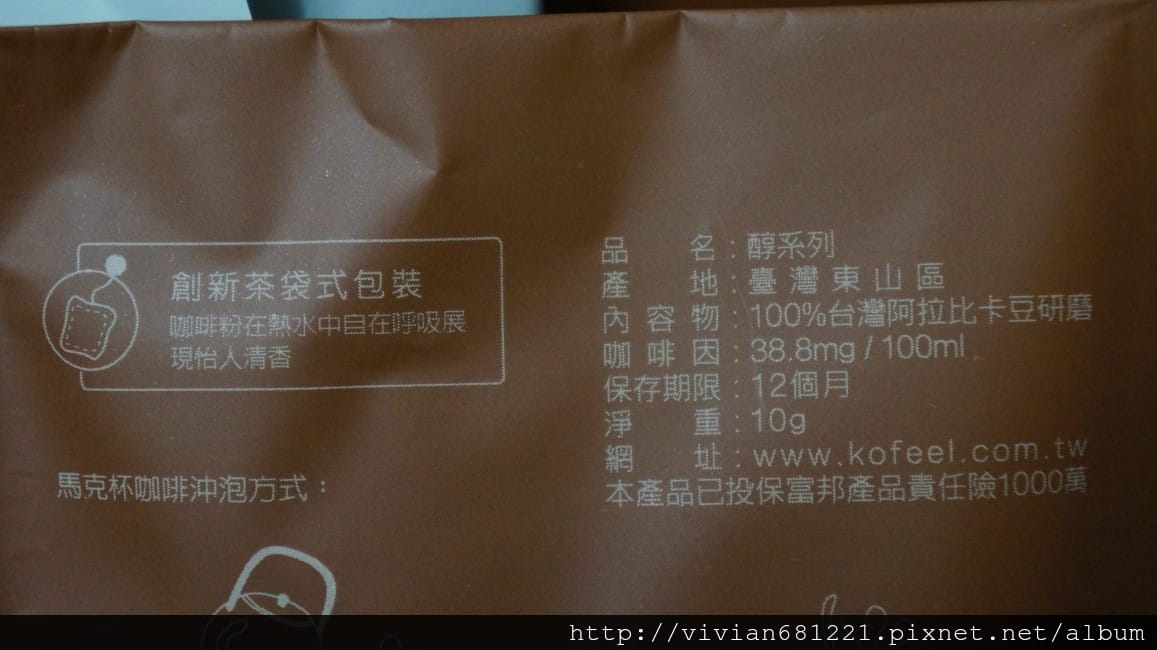 創新茶袋式包裝
咖啡粉在熱水中自在呼吸展
現怡人清香
馬克杯咖啡沖泡方式：
品名：醇系列
產地：臺灣東山區
內容物：100%台灣阿拉比卡豆研磨
咖啡因：38.8mg / 100ml
保存期限：12個月
淨重：10g
網址：www.kofeel.com.tw
本產品已投保富邦產品責任險1000萬
http://vivian681221.pixnet.net/album